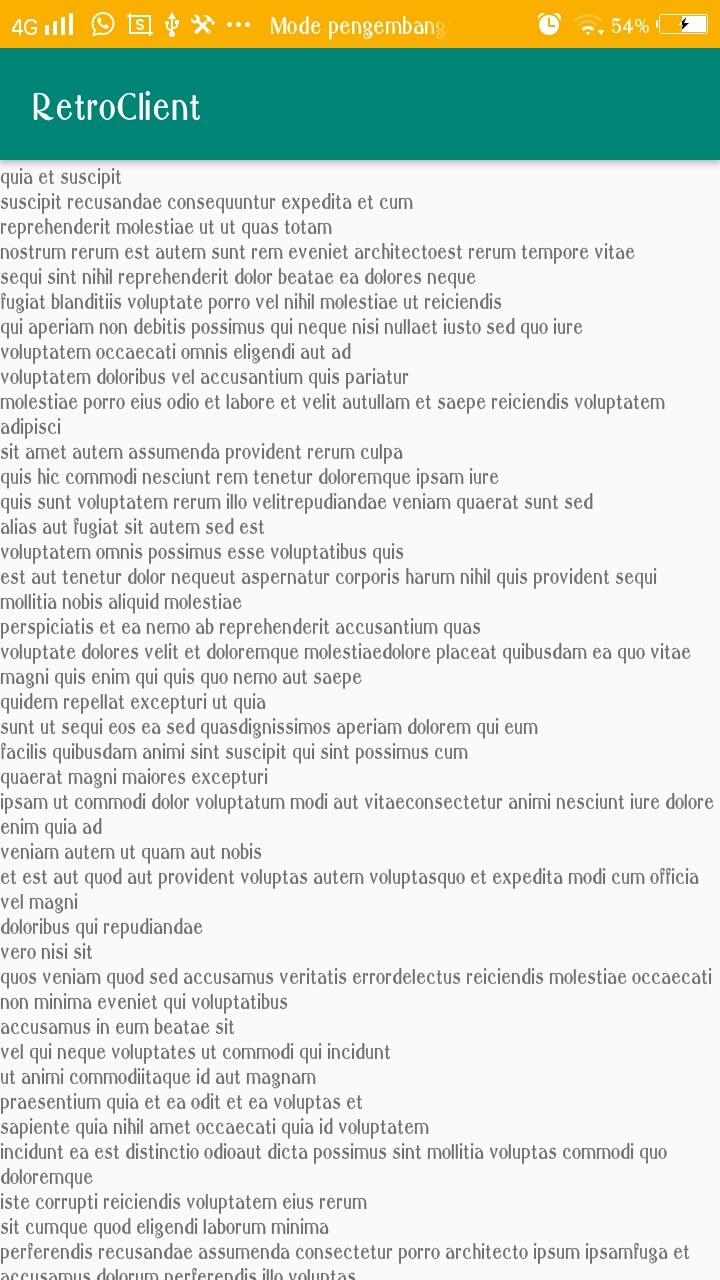 4G Mode pengembang 54%
RetroClient
quia et suscipit
suscipit recusandae consequuntur expedita et cum
reprehenderit molestiae ut ut quas totam
nostrum rerum est autem sunt rem eveniet architectoest rerum tempore vitae
sequi sint nihil reprehenderit dolor beatae ea dolores neque
fugiat blanditiis voluptate porro vel nihil molestiae ut reiciendis
qui aperiam non debitis possimus qui neque nisi nullaet iusto sed quo iure
voluptatem occaecati omnis eligendi aut ad
voluptatem doloribus vel accusantium quis pariatur
molestiae porro eius odio et labore et velit autullam et saepe reiciendis voluptatem
adipisci
sit amet autem assumenda provident rerum culpa
quis hic commodi nesciunt rem tenetur doloremque ipsam iure
quis sunt voluptatem rerum illo velitrepudiandae veniam quaerat sunt sed
alias aut fugiat sit autem sed est
voluptatem omnis possimus esse voluptatibus quis
est aut tenetur dolor nequeut aspernatur corporis harum nihil quis provident sequi
mollitia nobis aliquid molestiae
perspiciatis et ea nemo ab reprehenderit accusantium quas
voluptate dolores velit et doloremque molestiaedolore placeat quibusdam ea quo vitae
magni quis enim qui quis quo nemo aut saepe
quidem repellat excepturi ut quia
sunt ut sequi eos ea sed quasdignissimos aperiam dolorem qui eum
facilis quibusdam animi sint suscipit qui sint possimus cum
quaerat magni maiores excepturi
ipsam ut commodi dolor voluptatum modi aut vitaeconsectetur animi nesciunt iure dolore
enim quia ad
veniam autem ut quam aut nobis
et est aut quod aut provident voluptas autem voluptasquo et expedita modi cum officia
vel magni
doloribus qui repudiandae
vero nisi sit
quos veniam quod sed accusamus veritatis errordelectus reiciendis molestiae occaecati
non minima eveniet qui voluptatibus
accusamus in eum beatae sit
vel qui neque voluptates ut commodi qui incidunt
ut animi commodiitaque id aut magnam
praesentium quia et ea odit et ea voluptas et
sapiente quia nihil amet occaecati quia id voluptatem
incidunt ea est distinctio odioaut dicta possimus sint mollitia voluptas commodi quo
doloremque
iste corrupti reiciendis voluptatem eius rerum
sit cumque quod eligendi laborum minima
perferendis recusandae assumenda consectetur porro architecto ipsum ipsamfuga et
accusamus dolorum perferendis illo voluptas